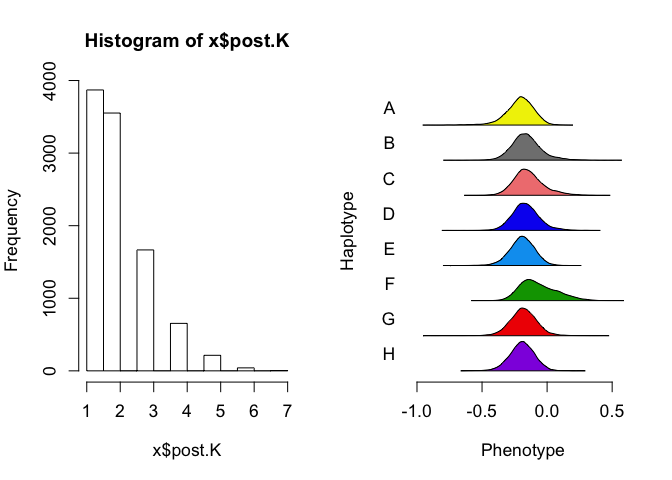 Histogram of x$post.K
Frequency
0
1000
2000
3000
4000
1 2 3 4 5 6 7
x$post.K
Haplotype
A
B
C
D
E
F
G
H
-1.0 -0.5 0.0 0.5
Phenotype